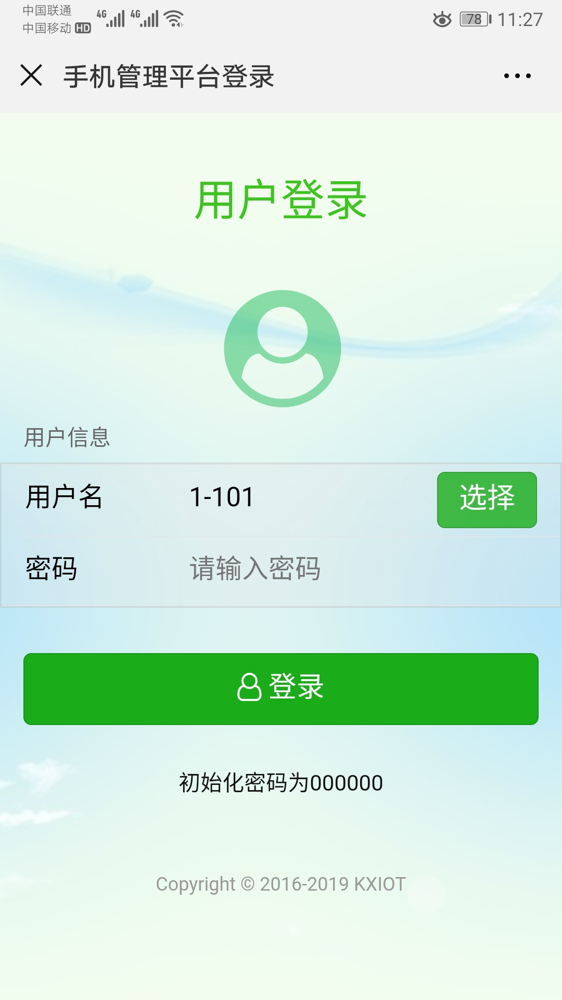 中国联通
中国移动 HD 4G 4G 78 11:27
手机管理平台登录
用户登录
用户信息
用户名 1-101 选择
密码 请输入密码
登录
初始化密码为000000
Copyright © 2016-2019 KXIOT